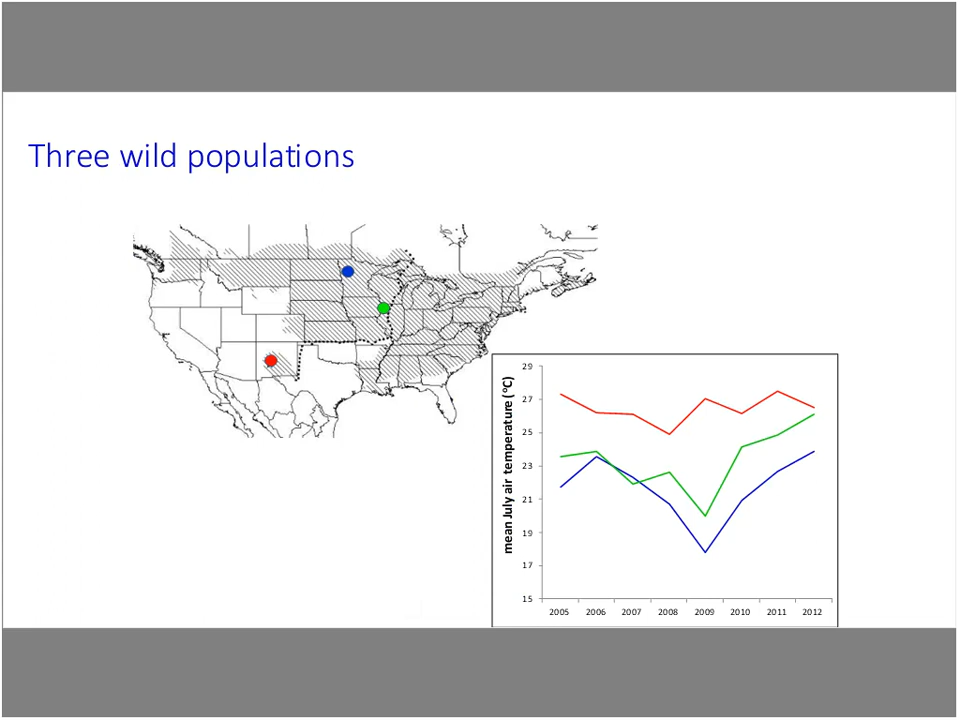 Three wild populations
mean July air temperature (°C)
29
27
25
23
21
19
17
15
2005 2006 2007 2008 2009 2010 2011 2012